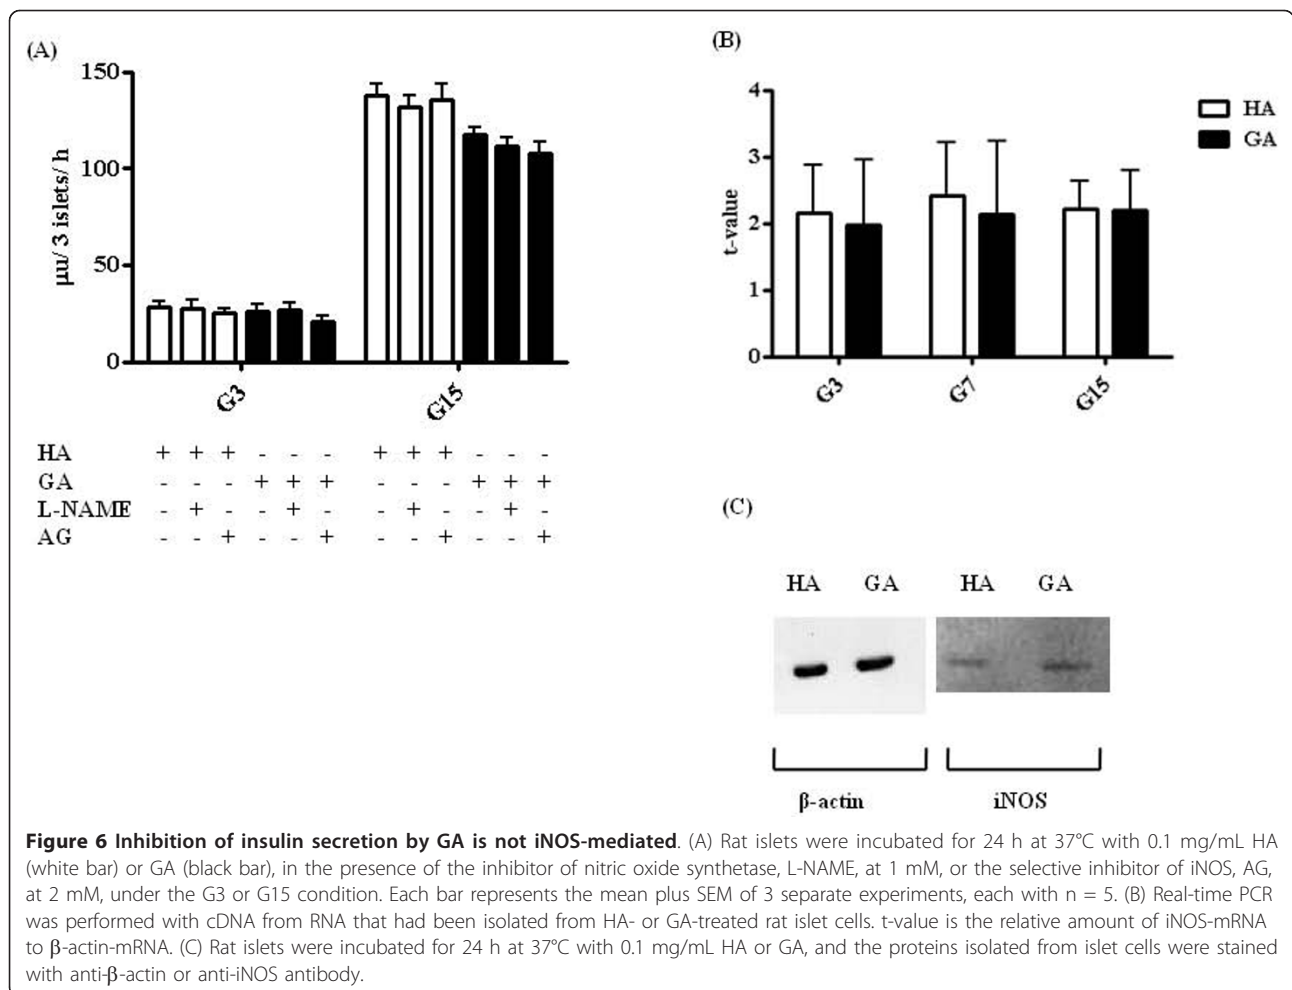 (A)
150
100
50
0
μu/ 3 islets/ h
G3
G15
HA + + + - - - + + + - - -
GA - - - + + + - - - + + +
L-NAME - + - - + - - + - - + -
AG - - + - - + - - + - - +
(B)
4
3
2
1
0
t-value
G3
G7
G15
HA
GA
(C)
HA GA HA GA
β-actin iNOS
Figure 6 Inhibition of insulin secretion by GA is not iNOS-mediated. (A) Rat islets were incubated for 24 h at 37°C with 0.1 mg/mL HA
(white bar) or GA (black bar), in the presence of the inhibitor of nitric oxide synthetase, L-NAME, at 1 mM, or the selective inhibitor of iNOS, AG,
at 2 mM, under the G3 or G15 condition. Each bar represents the mean plus SEM of 3 separate experiments, each with n = 5. (B) Real-time PCR
was performed with cDNA from RNA that had been isolated from HA- or GA-treated rat islet cells. t-value is the relative amount of iNOS-mRNA
to β-actin-mRNA. (C) Rat islets were incubated for 24 h at 37°C with 0.1 mg/mL HA or GA, and the proteins isolated from islet cells were stained
with anti-β-actin or anti-iNOS antibody.